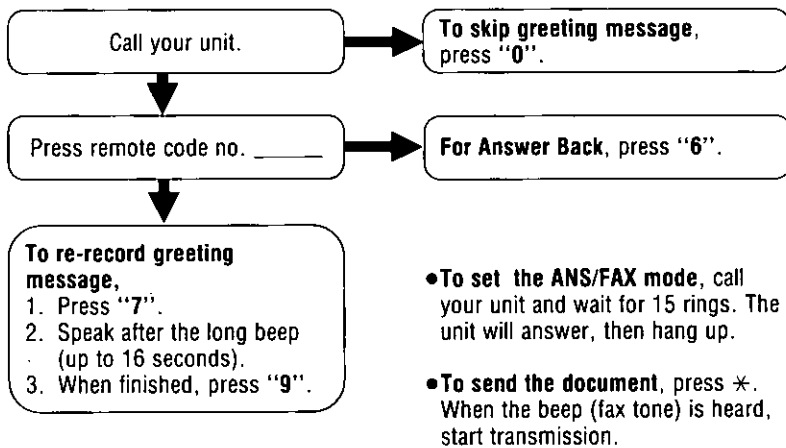 Call your unit.
To skip greeting message,
press “0”.
Press remote code no. ______
For Answer Back, press “6”.
To re-record greeting
message,
1. Press “7”.
2. Speak after the long beep
(up to 16 seconds).
3. When finished, press “9”.
•To set the ANS/FAX mode, call
your unit and wait for 15 rings. The
unit will answer, then hang up.
•To send the document, press ✳.
When the beep (fax tone) is heard,
start transmission.